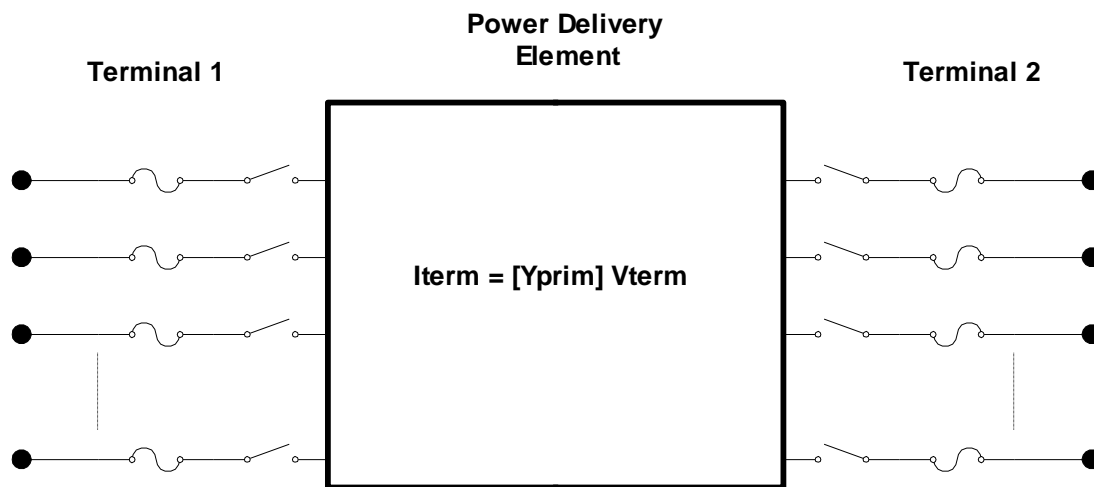 Power Delivery
Element
Terminal 1
Terminal 2
Iterm = [Yprim] Vterm